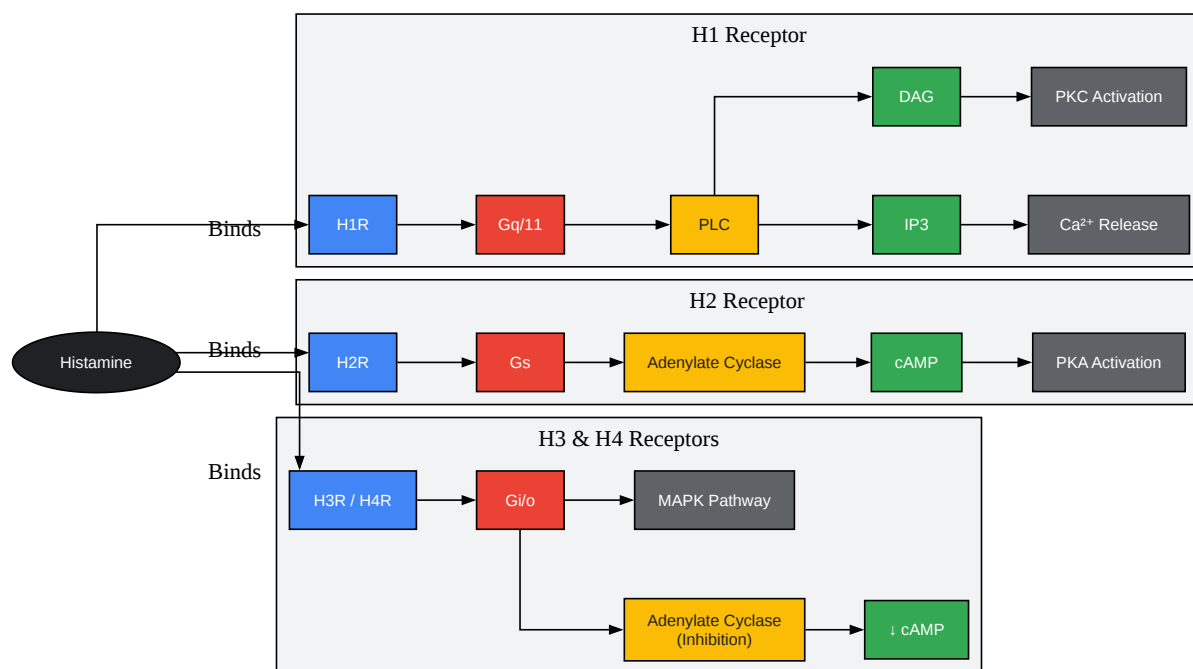 H1 Receptor
DAG
PKC Activation
Binds
H1R
Gq/11
PLC
IP3
Ca²⁺ Release
H2 Receptor
Histamine
Binds
H2R
Gs
Adenylate Cyclase
cAMP
PKA Activation
H3 & H4 Receptors
Binds
H3R / H4R
Gi/o
MAPK Pathway
Adenylate Cyclase
(Inhibition)
↓ cAMP